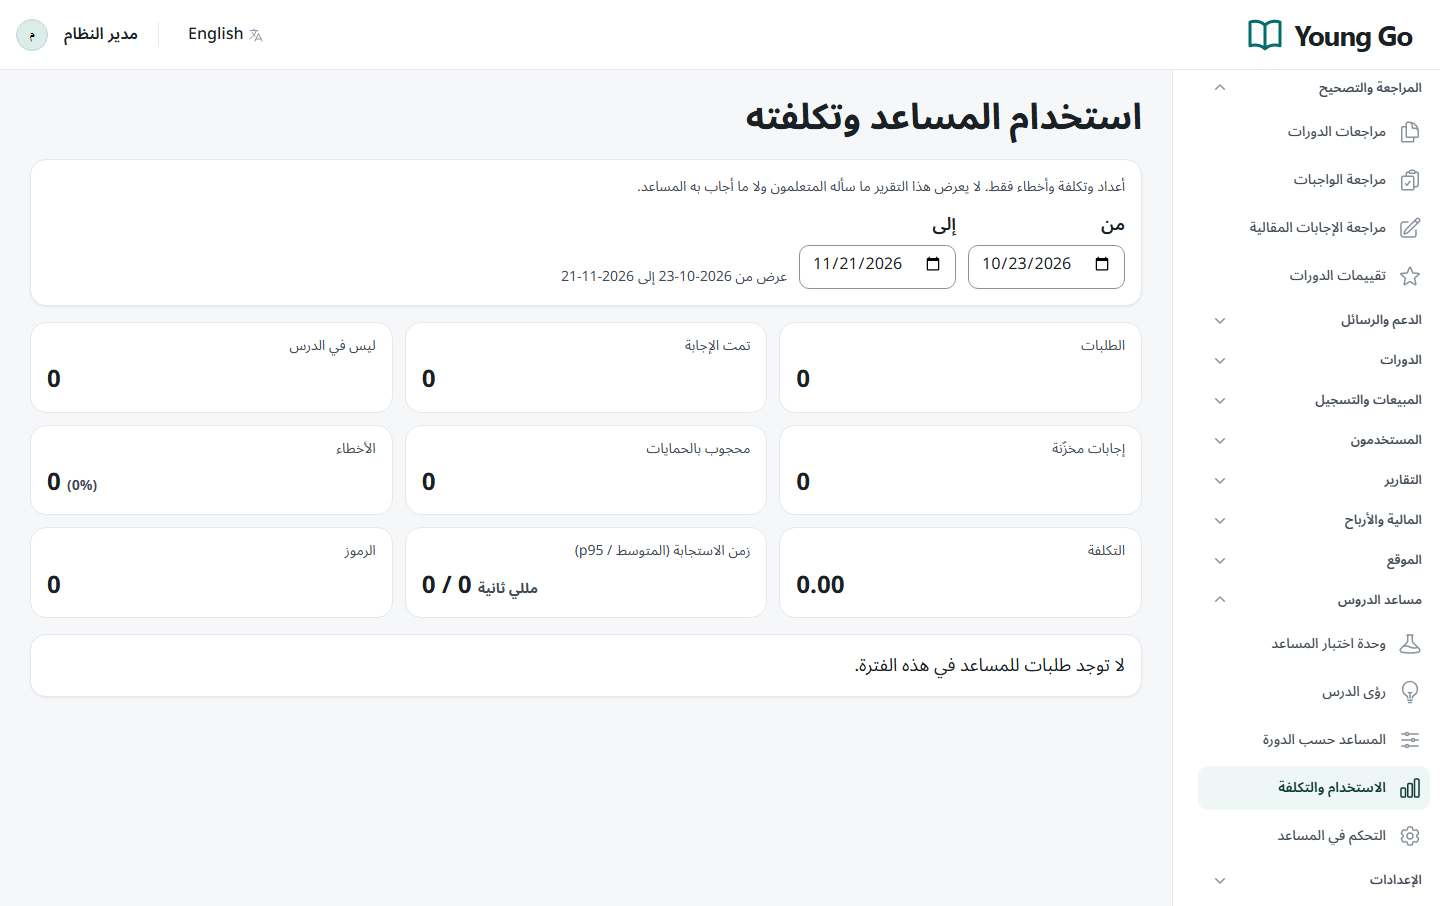 Young Go
English
مدير النظام
م
المراجعة والتصحيح
مراجعات الدورات
مراجعة الواجبات
مراجعة الإجابات المقالية
تقييمات الدورات
الدعم والرسائل
الدورات
المبيعات والتسجيل
المستخدمون
التقارير
المالية والأرباح
الموقع
مساعد الدروس
وحدة اختبار المساعد
رؤى الدرس
المساعد حسب الدورة
الاستخدام والتكلفة
التحكم في المساعد
الإعدادات
استخدام المساعد وتكلفته
أعداد وتكلفة وأخطاء فقط. لا يعرض هذا التقرير ما سأله المتعلمون ولا ما أجاب به المساعد.
من
10/23/2026
إلى
11/21/2026
عرض من 2026-10-23 إلى 2026-11-21
الطلبات
0
تمت الإجابة
0
ليس في الدرس
0
إجابات مخزّنة
0
محجوب بالحمايات
0
الأخطاء
0 (0%)
التكلفة
0.00
زمن الاستجابة (المتوسط / p95)
0 / 0 مللي ثانية
الرموز
0
لا توجد طلبات للمساعد في هذه الفترة.